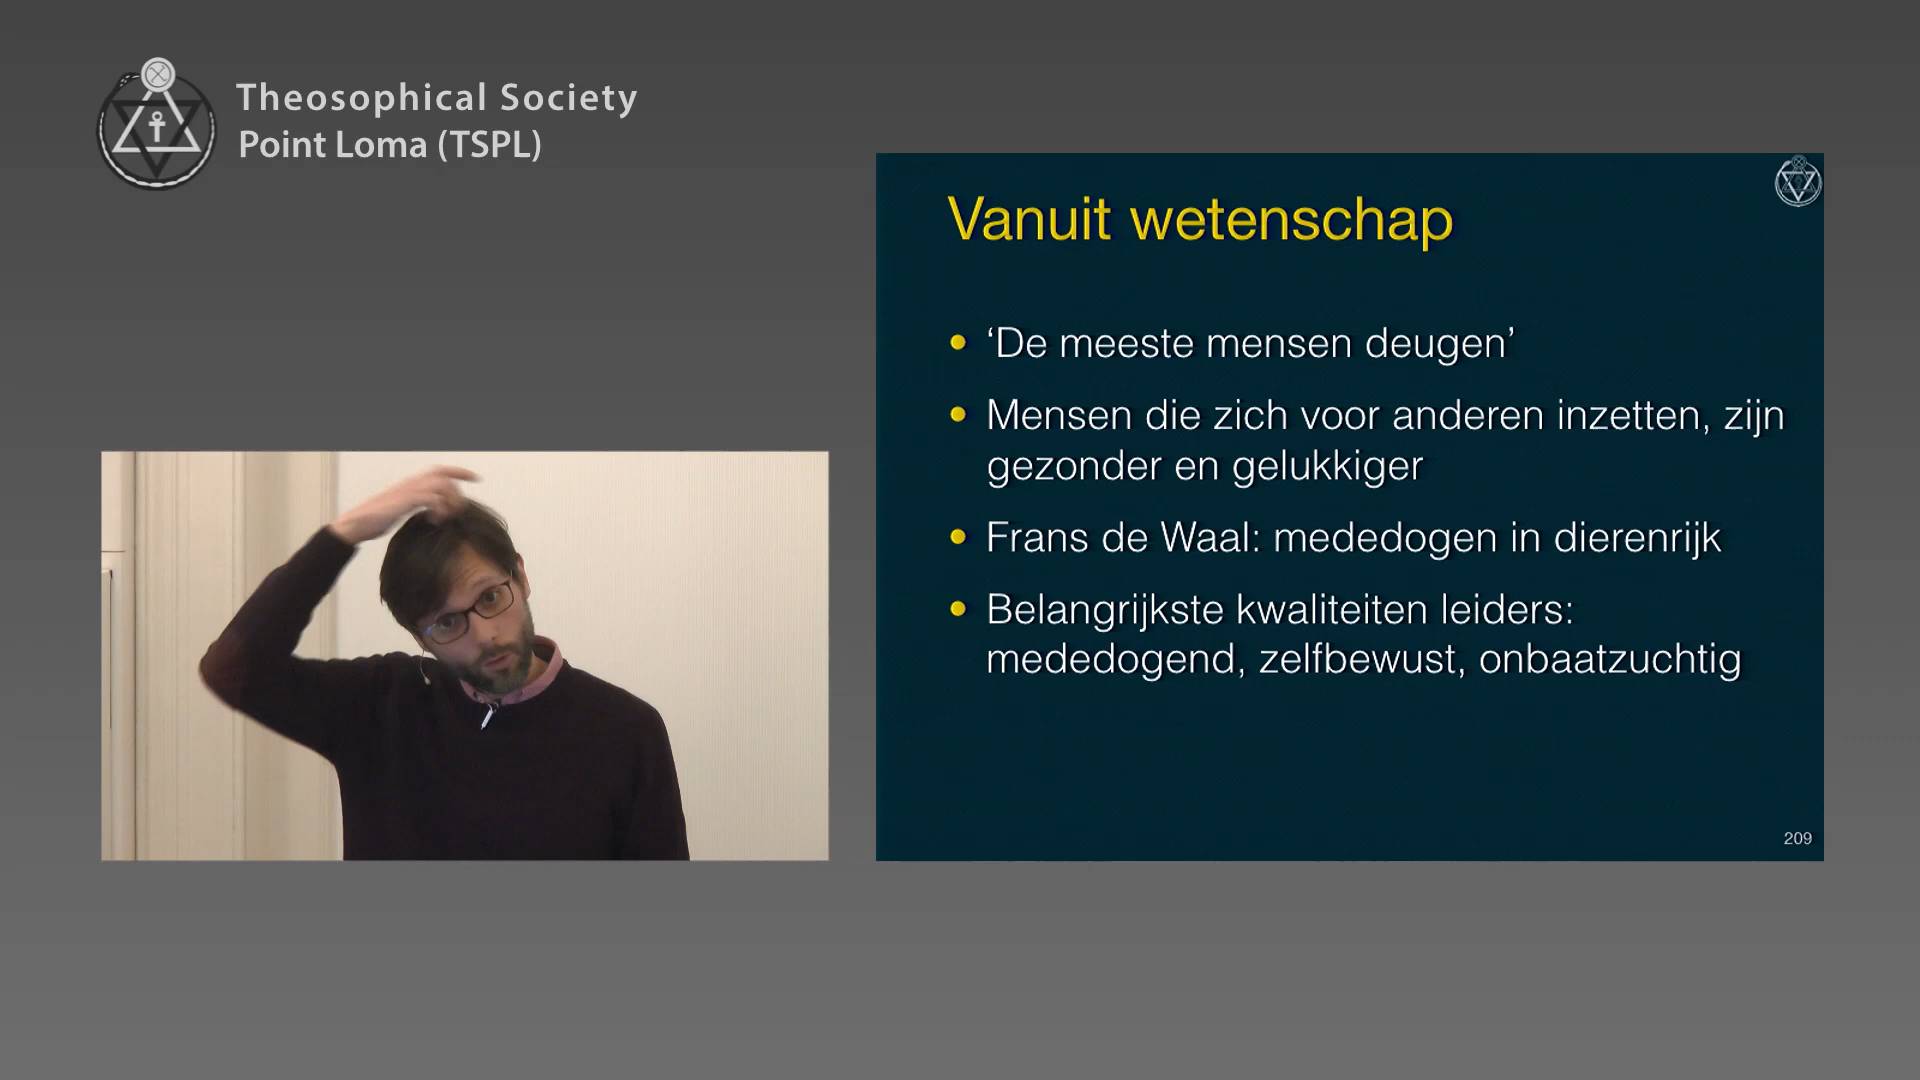 Theosophical Society
Point Loma (TSPL)
Vanuit wetenschap
• ‘De meeste mensen deugen’
• Mensen die zich voor anderen inzetten, zijn
gezonder en gelukkiger
• Frans de Waal: mededogen in dierenrijk
• Belangrijkste kwaliteiten leiders:
mededogend, zelfbewust, onbaatzuchtig
209